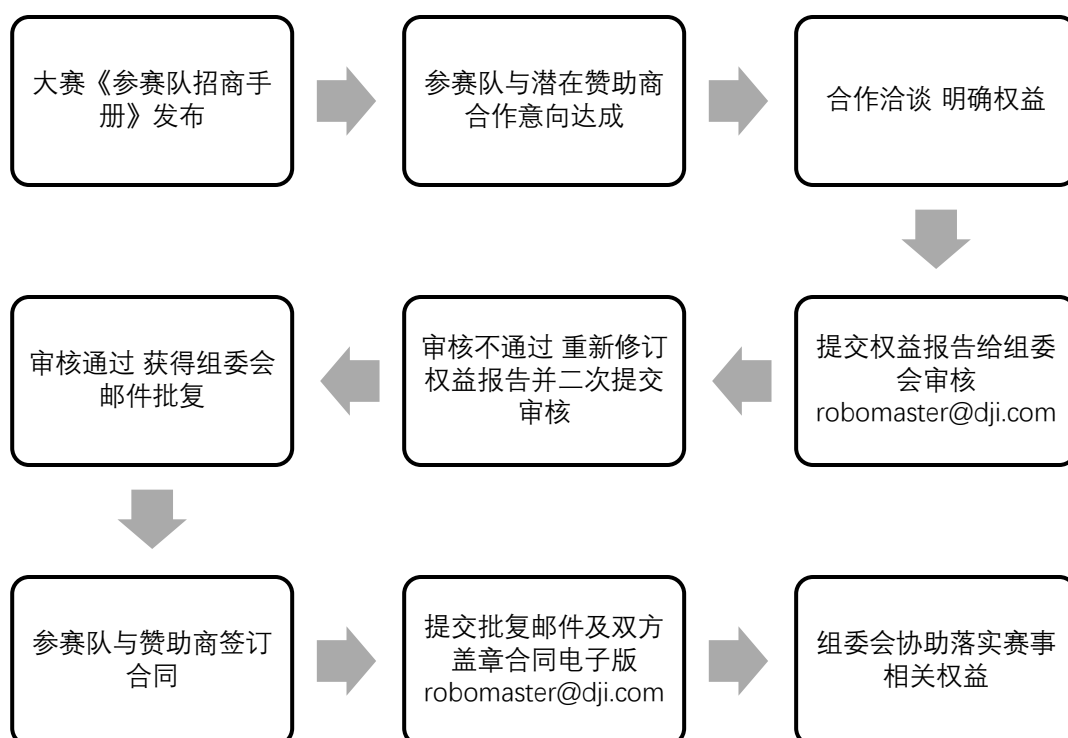 大赛《参赛队招商手
册》发布
参赛队与潜在赞助商
合作意向达成
合作洽谈 明确权益
提交权益报告给组委
会审核
robomaster@dji.com
审核不通过 重新修订
权益报告并二次提交
审核
审核通过 获得组委会
邮件批复
参赛队与赞助商签订
合同
提交批复邮件及双方
盖章合同电子版
robomaster@dji.com
组委会协助落实赛事
相关权益